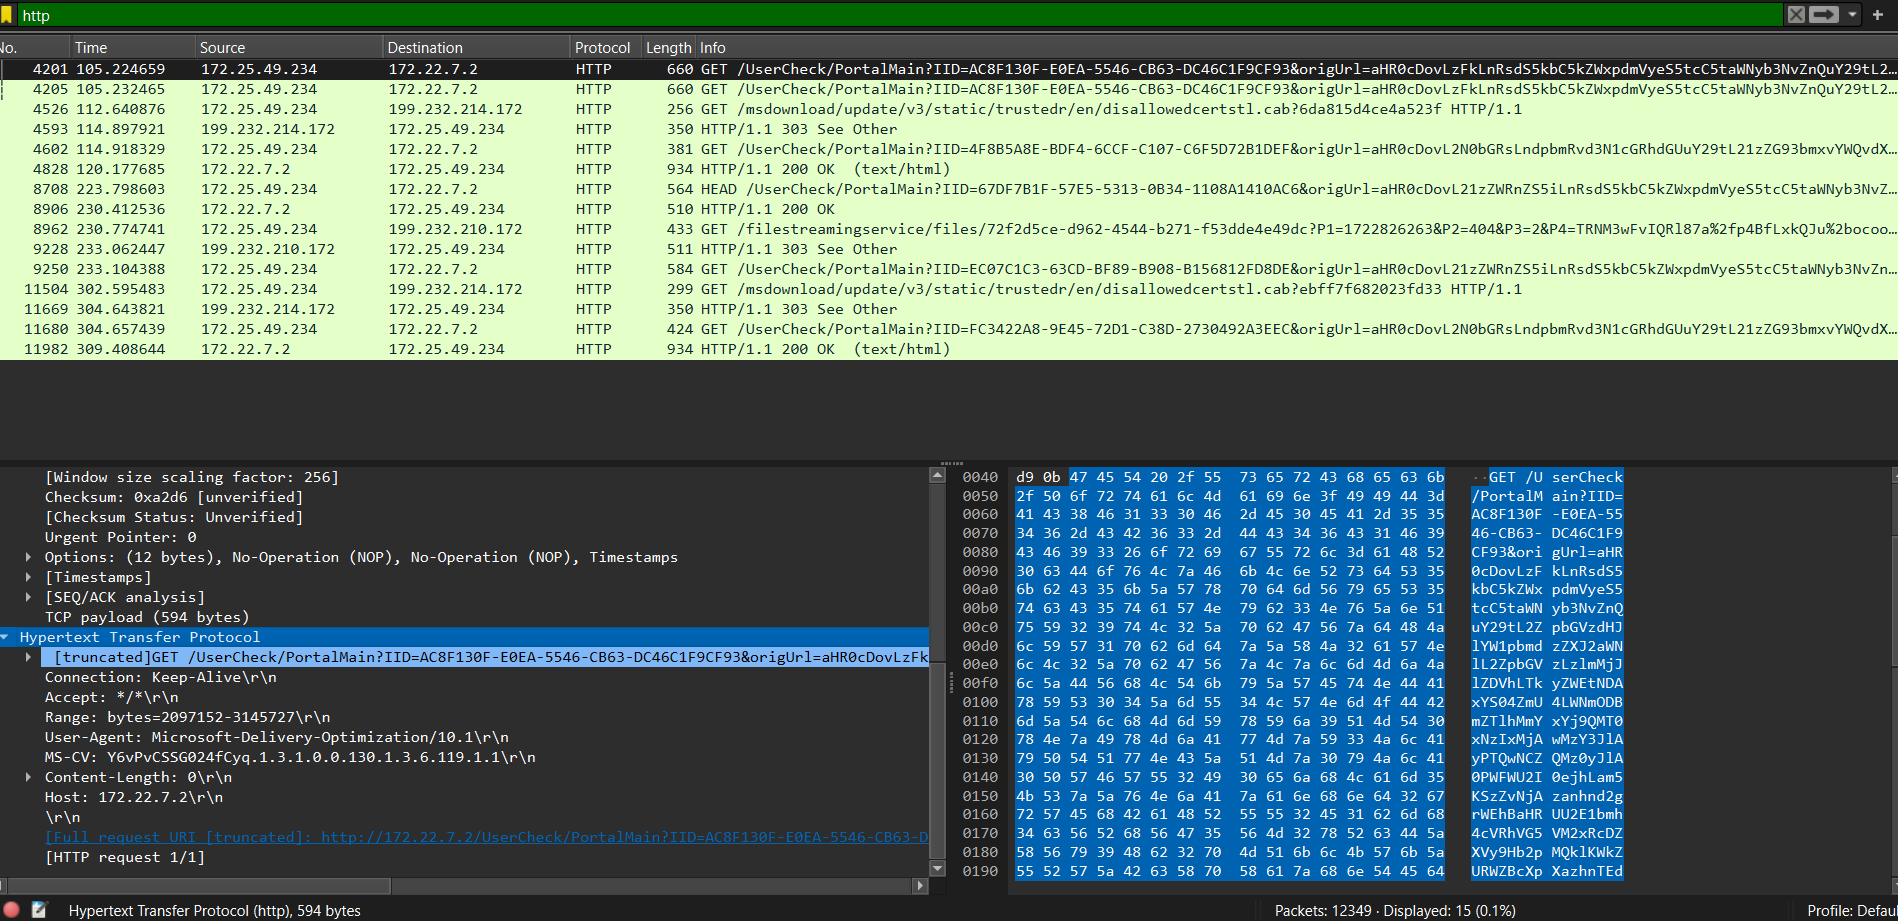 http
No. Time Source Destination Protocol Length Info
4201 105.224659 172.25.49.234 172.22.7.2 HTTP 660 GET /UserCheck/PortalMain?IID=AC8F130F-E0EA-5546-CB63-DC46C1F9CF93&origUrl=aHR0cDovLzFkLnRsdS5kbC5kZWxpdmVyeS5tcC5taWNyb3NvZnQuY29tL2…
4205 105.232465 172.25.49.234 172.22.7.2 HTTP 660 GET /UserCheck/PortalMain?IID=AC8F130F-E0EA-5546-CB63-DC46C1F9CF93&origUrl=aHR0cDovLzFkLnRsdS5kbC5kZWxpdmVyeS5tcC5taWNyb3NvZnQuY29tL2…
4526 112.640876 172.25.49.234 199.232.214.172 HTTP 256 GET /msdownload/update/v3/static/trustedr/en/disallowedcertstl.cab?6da815d4ce4a523f HTTP/1.1
4593 114.897921 199.232.214.172 172.25.49.234 HTTP 350 HTTP/1.1 303 See Other
4602 114.918329 172.25.49.234 172.22.7.2 HTTP 381 GET /UserCheck/PortalMain?IID=4F8B5A8E-BDF4-6CCF-C107-C6F5D72B1DEF&origUrl=aHR0cDovL2N0bGRsLndpbmRvd3N1cGRhdGUuY29tL21zZG93bmxvYWQvdX…
4828 120.177685 172.22.7.2 172.25.49.234 HTTP 934 HTTP/1.1 200 OK (text/html)
8708 223.798603 172.25.49.234 172.22.7.2 HTTP 564 HEAD /UserCheck/PortalMain?IID=67DF7B1F-57E5-5313-0B34-1108A1410AC6&origUrl=aHR0cDovL21zZWRnZS5iLnRsdS5kbC5kZWxpdmVyeS5tcC5taWNyb3NvZ…
8906 230.412536 172.22.7.2 172.25.49.234 HTTP 510 HTTP/1.1 200 OK
8962 230.774741 172.25.49.234 199.232.210.172 HTTP 433 GET /filestreamingservice/files/72f2d5ce-d962-4544-b271-f53dde4e49dc?P1=1722826263&P2=404&P3=2&P4=TRNM3wFvIQRl87a%2fp4BfLxkQJu%2bocoo…
9228 233.062447 199.232.210.172 172.25.49.234 HTTP 511 HTTP/1.1 303 See Other
9250 233.104388 172.25.49.234 172.22.7.2 HTTP 584 GET /UserCheck/PortalMain?IID=EC07C1C3-63CD-BF89-B908-B156812FD8DE&origUrl=aHR0cDovL21zZWRnZS5iLnRsdS5kbC5kZWxpdmVyeS5tcC5taWNyb3NvZn…
11504 302.595483 172.25.49.234 199.232.214.172 HTTP 299 GET /msdownload/update/v3/static/trustedr/en/disallowedcertstl.cab?ebff7f682023fd33 HTTP/1.1
11669 304.643821 199.232.214.172 172.25.49.234 HTTP 350 HTTP/1.1 303 See Other
11680 304.657439 172.25.49.234 172.22.7.2 HTTP 424 GET /UserCheck/PortalMain?IID=FC3422A8-9E45-72D1-C38D-2730492A3EEC&origUrl=aHR0cDovL2N0bGRsLndpbmRvd3N1cGRhdGUuY29tL21zZG93bmxvYWQvdX…
11982 309.408644 172.22.7.2 172.25.49.234 HTTP 934 HTTP/1.1 200 OK (text/html)
[Window size scaling factor: 256]
Checksum: 0xa2d6 [unverified]
[Checksum Status: Unverified]
Urgent Pointer: 0
Options: (12 bytes), No-Operation (NOP), No-Operation (NOP), Timestamps
[Timestamps]
[SEQ/ACK analysis]
TCP payload (594 bytes)
Hypertext Transfer Protocol
[truncated]GET /UserCheck/PortalMain?IID=AC8F130F-E0EA-5546-CB63-DC46C1F9CF93&origUrl=aHR0cDovLzFk
Connection: Keep-Alive\r\n
Accept: */*\r\n
Range: bytes=2097152-3145727\r\n
User-Agent: Microsoft-Delivery-Optimization/10.1\r\n
MS-CV: Y6vPvCSSG024fCyq.1.3.1.0.0.130.1.3.6.119.1.1\r\n
Content-Length: 0\r\n
Host: 172.22.7.2\r\n
\r\n
[Full request URI [truncated]: http://172.22.7.2/UserCheck/PortalMain?IID=AC8F130F-E0EA-5546-CB63-D
[HTTP request 1/1]
0040 d9 0b 47 45 54 20 2f 55 73 65 72 43 68 65 63 6b ··GET /U serCheck
0050 2f 50 6f 72 74 61 6c 4d 61 69 6e 3f 49 49 44 3d /PortalM ain?IID=
0060 41 43 38 46 31 33 30 46 2d 45 30 45 41 2d 35 35 AC8F130F -E0EA-55
0070 34 36 2d 43 42 36 33 2d 44 43 34 36 43 31 46 39 46-CB63- DC46C1F9
0080 43 46 39 33 26 6f 72 69 67 55 72 6c 3d 61 48 52 CF93&ori gUrl=aHR
0090 30 63 44 6f 76 4c 7a 46 6b 4c 6e 52 73 64 53 35 0cDovLzF kLnRsdS5
00a0 6b 62 43 35 6b 5a 57 78 70 64 6d 56 79 65 53 35 kbC5kZWx pdmVyeS5
00b0 74 63 43 35 74 61 57 4e 79 62 33 4e 76 5a 6e 51 tcC5taWN yb3NvZnQ
00c0 75 59 32 39 74 4c 32 5a 70 62 47 56 7a 64 48 4a uY29tL2Z pbGVzdHJ
00d0 6c 59 57 31 70 62 6d 64 7a 5a 58 4a 32 61 57 4e lYW1pbmd zZXJ2aWN
00e0 6c 4c 32 5a 70 62 47 56 7a 4c 7a 6c 6d 4d 6a 4a lL2ZpbGV zLzlmMjJ
00f0 6c 5a 44 56 68 4c 54 6b 79 5a 57 45 74 4e 44 41 lZDVhLTk yZWEtNDA
0100 78 59 53 30 34 5a 6d 55 34 4c 57 4e 6d 4f 44 42 xYS04ZmU 4LWNmODB
0110 6d 5a 54 6c 68 4d 6d 59 78 59 6a 39 51 4d 54 30 mZTlhMmY xYj9QMT0
0120 78 4e 7a 49 78 4d 6a 41 77 4d 7a 59 33 4a 6c 41 xNzIxMjA wMzY3JlA
0130 79 50 54 51 77 4e 43 5a 51 4d 7a 30 79 4a 6c 41 yPTQwNCZ QMz0yJlA
0140 30 50 57 46 57 55 32 49 30 65 6a 68 4c 61 6d 35 0PWFWU2I 0ejhLam5
0150 4b 53 7a 5a 76 4e 6a 41 7a 61 6e 68 6e 64 32 67 KSzZvNjA zanhnd2g
0160 72 57 45 68 42 61 48 52 55 55 32 45 31 62 6d 68 rWEhBaHR UU2E1bmh
0170 34 63 56 52 68 56 47 35 56 4d 32 78 52 63 44 5a 4cVRhVG5 VM2xRcDZ
0180 58 56 79 39 48 62 32 70 4d 51 6b 6c 4b 57 6b 5a XVy9Hb2p MQklKWkZ
0190 55 52 57 5a 42 63 58 70 58 61 7a 68 6e 54 45 64 URWZBcXp XazhnTEd
Hypertext Transfer Protocol (http), 594 bytes
Packets: 12349 · Displayed: 15 (0.1%)
Profile: Defau